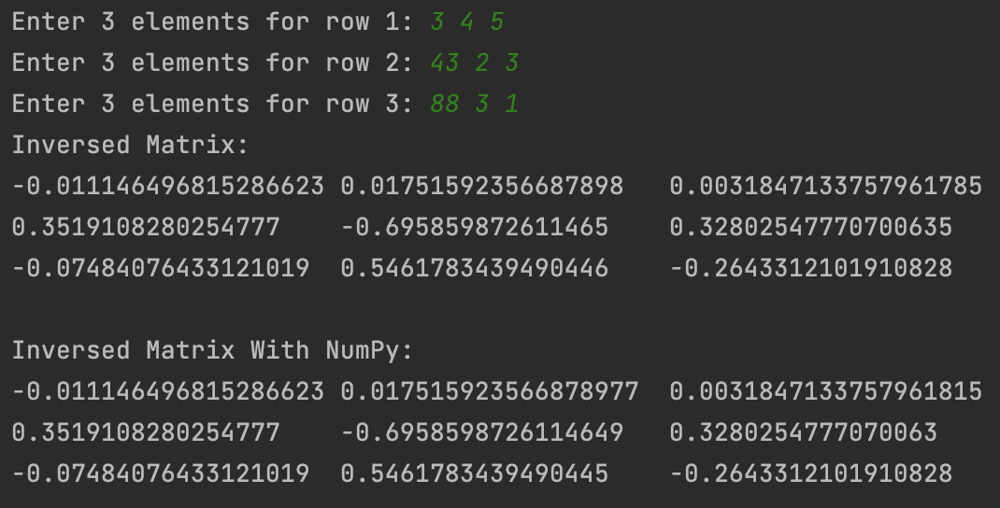 Enter 3 elements for row 1: 3 4 5
Enter 3 elements for row 2: 43 2 3
Enter 3 elements for row 3: 88 3 1
Inversed Matrix:
-0.011146496815286623 0.01751592356687898 0.0031847133757961785
0.3519108280254777 -0.695859872611465 0.32802547770700635
-0.07484076433121019 0.5461783439490446 -0.2643312101910828
Inversed Matrix With NumPy:
-0.011146496815286623 0.017515923566878977 0.0031847133757961815
0.3519108280254777 -0.6958598726114649 0.3280254777070063
-0.07484076433121019 0.5461783439490445 -0.2643312101910828